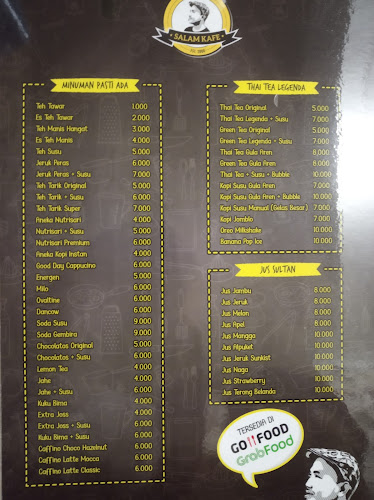 SALAM KAFE
MINUMAN PASTI ADA
Teh Tawar 1.000
Es Teh Tawar 2.000
Teh Manis Hangat 3.000
Es Teh Manis 4.000
Teh Susu 5.000
Jeruk Peras 6.000
Jeruk Peras + Susu 7.000
Teh Tarik Original 5.000
Teh Tarik + Susu 6.000
Teh Tarik Super 7.000
Aneka Nutrisari 4.000
Nutrisari + Susu 5.000
Nutrisari Premium 6.000
Aneka Kopi Instan 4.000
Good Day Cappucino 6.000
Energen 5.000
Milo 6.000
Ovaltine 6.000
Dancow 6.000
Soda Susu 9.000
Soda Gembira 9.000
Chocolatos Original 5.000
Chocolatos + Susu 6.000
Lemon Tea 4.000
Jahe 4.000
Jahe + Susu 6.000
Kuku Bima 4.000
Extra Joss 4.000
Extra Joss + Susu 6.000
Kuku Bima + Susu 6.000
Caffino Choco Hazelnut 6.000
Caffino Latte Mocca 6.000
Caffino Latte Classic 6.000
THAI TEA LEGENDA
Thai Tea Original 5.000
Thai Tea Legenda + Susu 7.000
Green Tea Original 5.000
Green Tea Legenda + Susu 7.000
Thai Tea Gula Aren 8.000
Green Tea Gula Aren 8.000
Thai Tea + Susu + Bubble 10.000
Kopi Susu Gula Aren 7.000
Kopi Susu Gula Aren + Bubble 10.000
Kopi Susu Manual (Gelas Besar) 7.000
Kopi Jomblo 7.000
Oreo Milkshake 10.000
Banana Pop Ice 10.000
JUS SULTAN
Jus Jambu 8.000
Jus Jeruk 8.000
Jus Melon 8.000
Jus Apel 8.000
Jus Mangga 10.000
Jus Alpuket 10.000
Jus Jeruk Sunkist 10.000
Jus Naga 10.000
Jus Strawberry 10.000
Jus Terong Belanda 10.000
TERSEDIA DI
GO FOOD
GrabFood